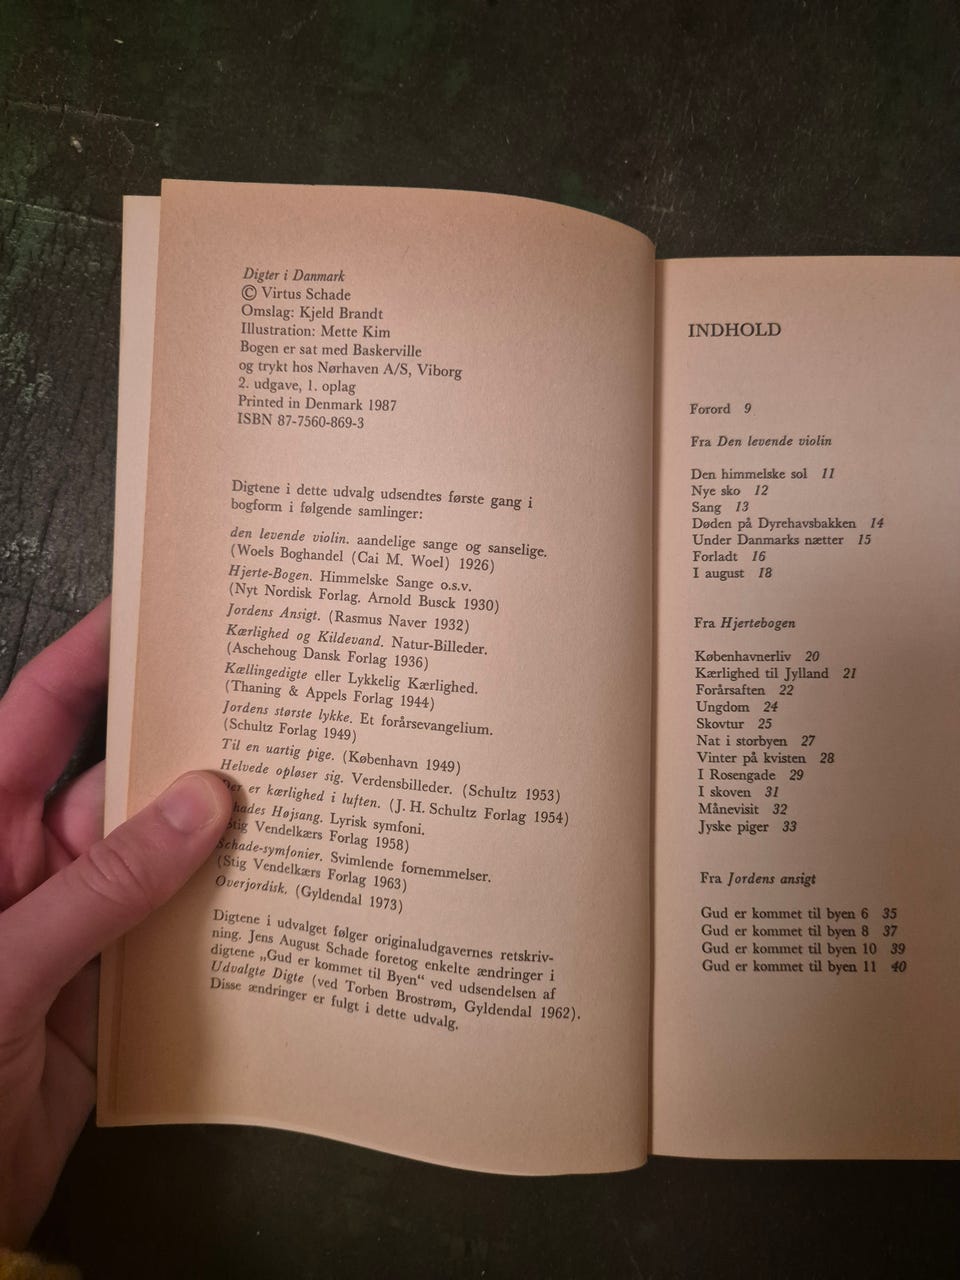 Digter i Danmark
© Virtus Schade
Omslag: Kjeld Brandt
Illustration: Mette Kim
Bogen er sat med Baskerville
og trykt hos Nørhaven A/S, Viborg
2. udgave, 1. oplag
Printed in Denmark 1987
ISBN 87-7560-869-3
Digtene i dette udvalg udsendtes første gang i
bogform i følgende samlinger:
den levende violin. aandelige sange og sanselige.
(Woels Boghandel (Cai M. Woel) 1926)
Hjerte-Bogen. Himmelske Sange o.s.v.
(Nyt Nordisk Forlag. Arnold Busck 1930)
Jordens Ansigt. (Rasmus Naver 1932)
Kærlighed og Kildevand. Natur-Billeder.
(Aschehoug Dansk Forlag 1936)
Kællingedigte eller Lykkelig Kærlighed.
(Thaning & Appels Forlag 1944)
Jordens største lykke. Et forårsevangelium.
(Schultz Forlag 1949)
Til en uartig pige. (København 1949)
Helvede opløser sig. Verdensbilleder. (Schultz 1953)
Der er kærlighed i luften. (J. H. Schultz Forlag 1954)
hades Højsang. Lyrisk symfoni.
Stig Vendelkærs Forlag 1958)
Schade-symfonier. Svimlende fornemmelser.
(Stig Vendelkærs Forlag 1963)
Overjordisk. (Gyldendal 1973)
Digtene i udvalget følger originaludgavernes retskriv-
ning. Jens August Schade foretog enkelte ændringer i
digtene „Gud er kommet til Byen“ ved udsendelsen af
Udvalgte Digte (ved Torben Brostrøm, Gyldendal 1962).
Disse ændringer er fulgt i dette udvalg.
INDHOLD
Forord 9
Fra Den levende violin
Den himmelske sol 11
Nye sko 12
Sang 13
Døden på Dyrehavsbakken 14
Under Danmarks nætter 15
Forladt 16
I august 18
Fra Hjertebogen
Københavnerliv 20
Kærlighed til Jylland 21
Forårsaften 22
Ungdom 24
Skovtur 25
Nat i storbyen 27
Vinter på kvisten 28
I Rosengade 29
I skoven 31
Månevisit 32
Jyske piger 33
Fra Jordens ansigt
Gud er kommet til byen 6 35
Gud er kommet til byen 8 37
Gud er kommet til byen 10 39
Gud er kommet til byen 11 40